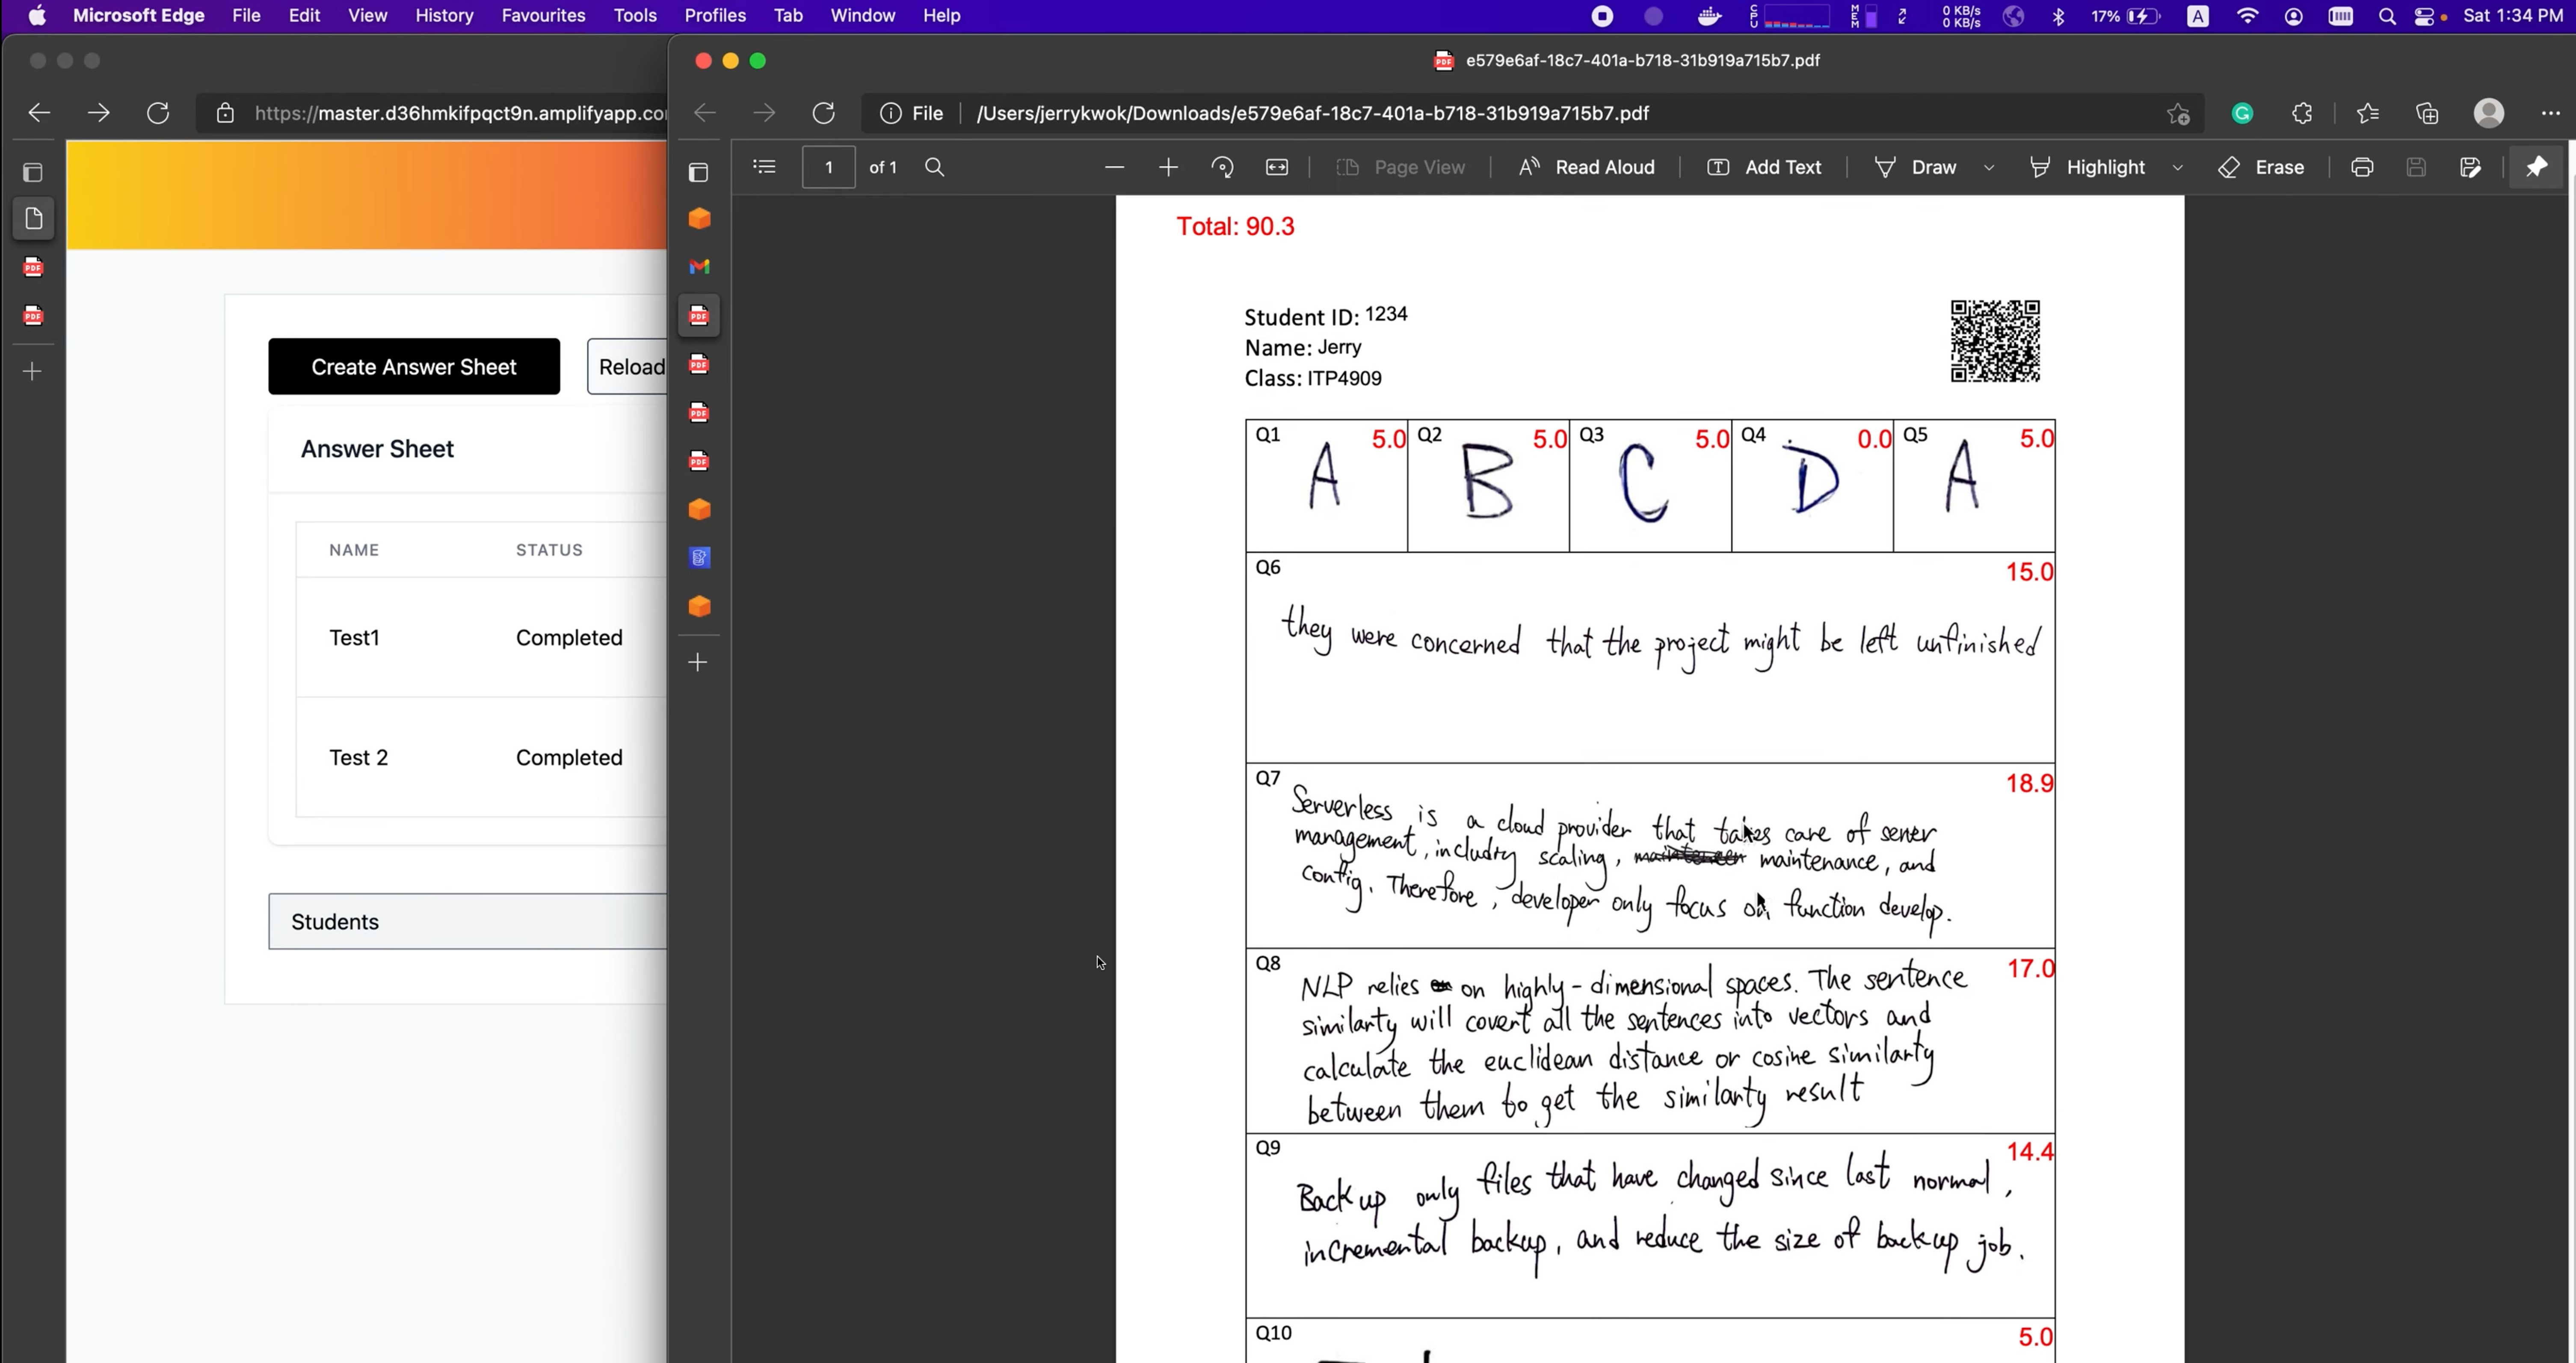 Microsoft Edge File Edit View History Favourites Tools Profiles Tab Window Help
CPU MEM 0 KB/s 0 KB/s 17% A Sat 1:34 PM
e579e6af-18c7-401a-b718-31b919a715b7.pdf
https://master.d36hmkifpqct9n.amplifyapp.co
File /Users/jerrykwok/Downloads/e579e6af-18c7-401a-b718-31b919a715b7.pdf
1 of 1 Page View Read Aloud Add Text Draw Highlight Erase
Create Answer Sheet Reload
Answer Sheet
NAME STATUS
Test1 Completed
Test 2 Completed
Students
Total: 90.3
Student ID: 1234
Name: Jerry
Class: ITP4909
Q1 A 5.0 Q2 B 5.0 Q3 C 5.0 Q4 D 0.0 Q5 A 5.0
Q6 15.0
they were concerned that the project might be left unfinished
Q7 18.9
Serverless is a cloud provider that takes care of server
management, including scaling, maintenance, and
config. Therefore, developer only focus on function develop.
Q8 17.0
NLP relies on highly-dimensional spaces. The sentence
similarty will covert all the sentences into vectors and
calculate the euclidean distance or cosine similarty
between them to get the similarty result
Q9 14.4
Back up only files that have changed since last normal,
incremental backup, and reduce the size of backup job.
Q10 5.0